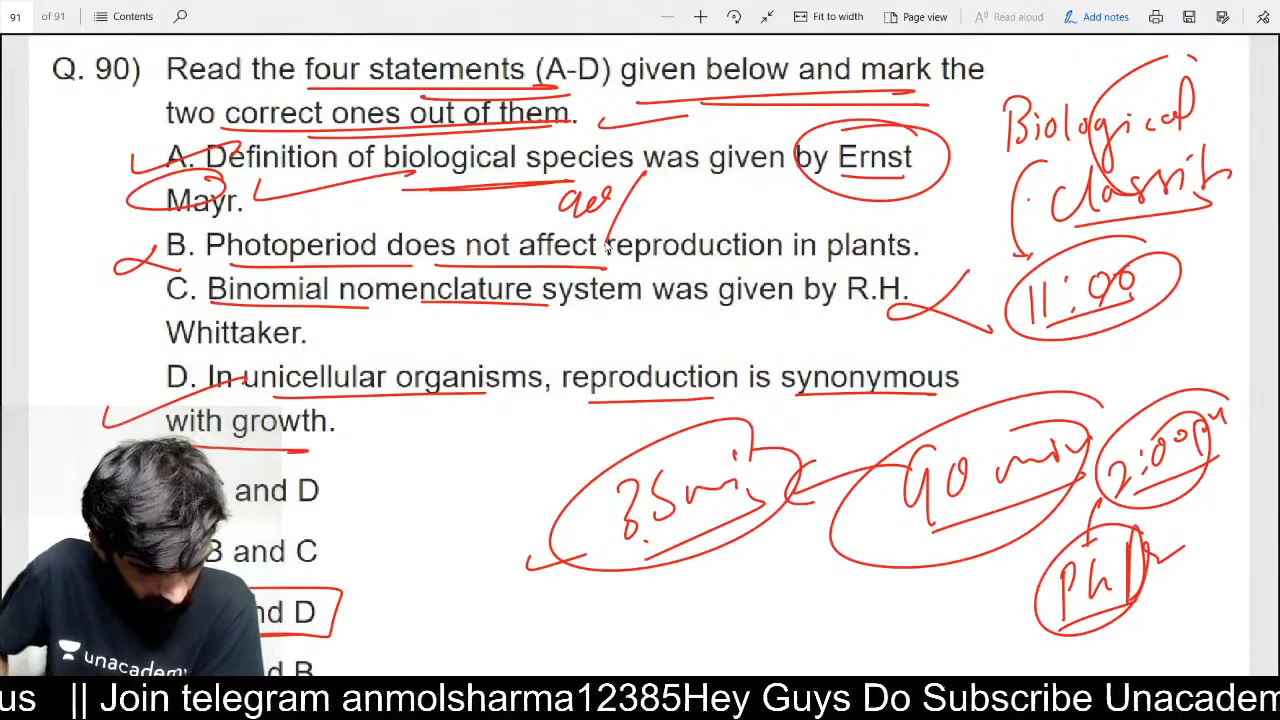 91 of 91 Contents Fit to width Page view Read aloud Add notes
Q. 90) Read the four statements (A-D) given below and mark the
two correct ones out of them.
A. Definition of biological species was given by Ernst
Mayr.
B. Photoperiod does not affect reproduction in plants.
C. Binomial nomenclature system was given by R.H.
Whittaker.
D. In unicellular organisms, reproduction is synonymous
with growth.
and D
B and C
nd D
nd B
Biological
Classifi
11:00
90 min
2:00
unacademy
us || Join telegram anmolsharma12385Hey Guys Do Subscribe Unacadem